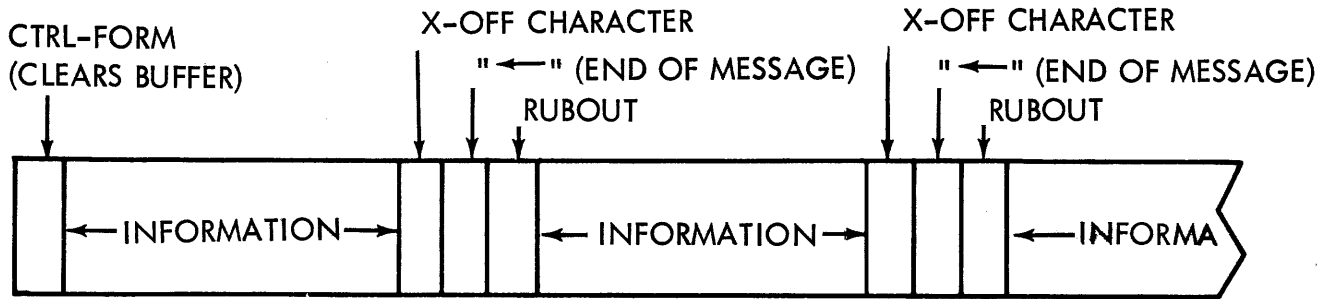 CTRL-FORM
(CLEARS BUFFER)
X-OFF CHARACTER
"←" (END OF MESSAGE)
RUBOUT
X-OFF CHARACTER
"←" (END OF MESSAGE)
RUBOUT
INFORMATION
INFORMATION
INFORMA